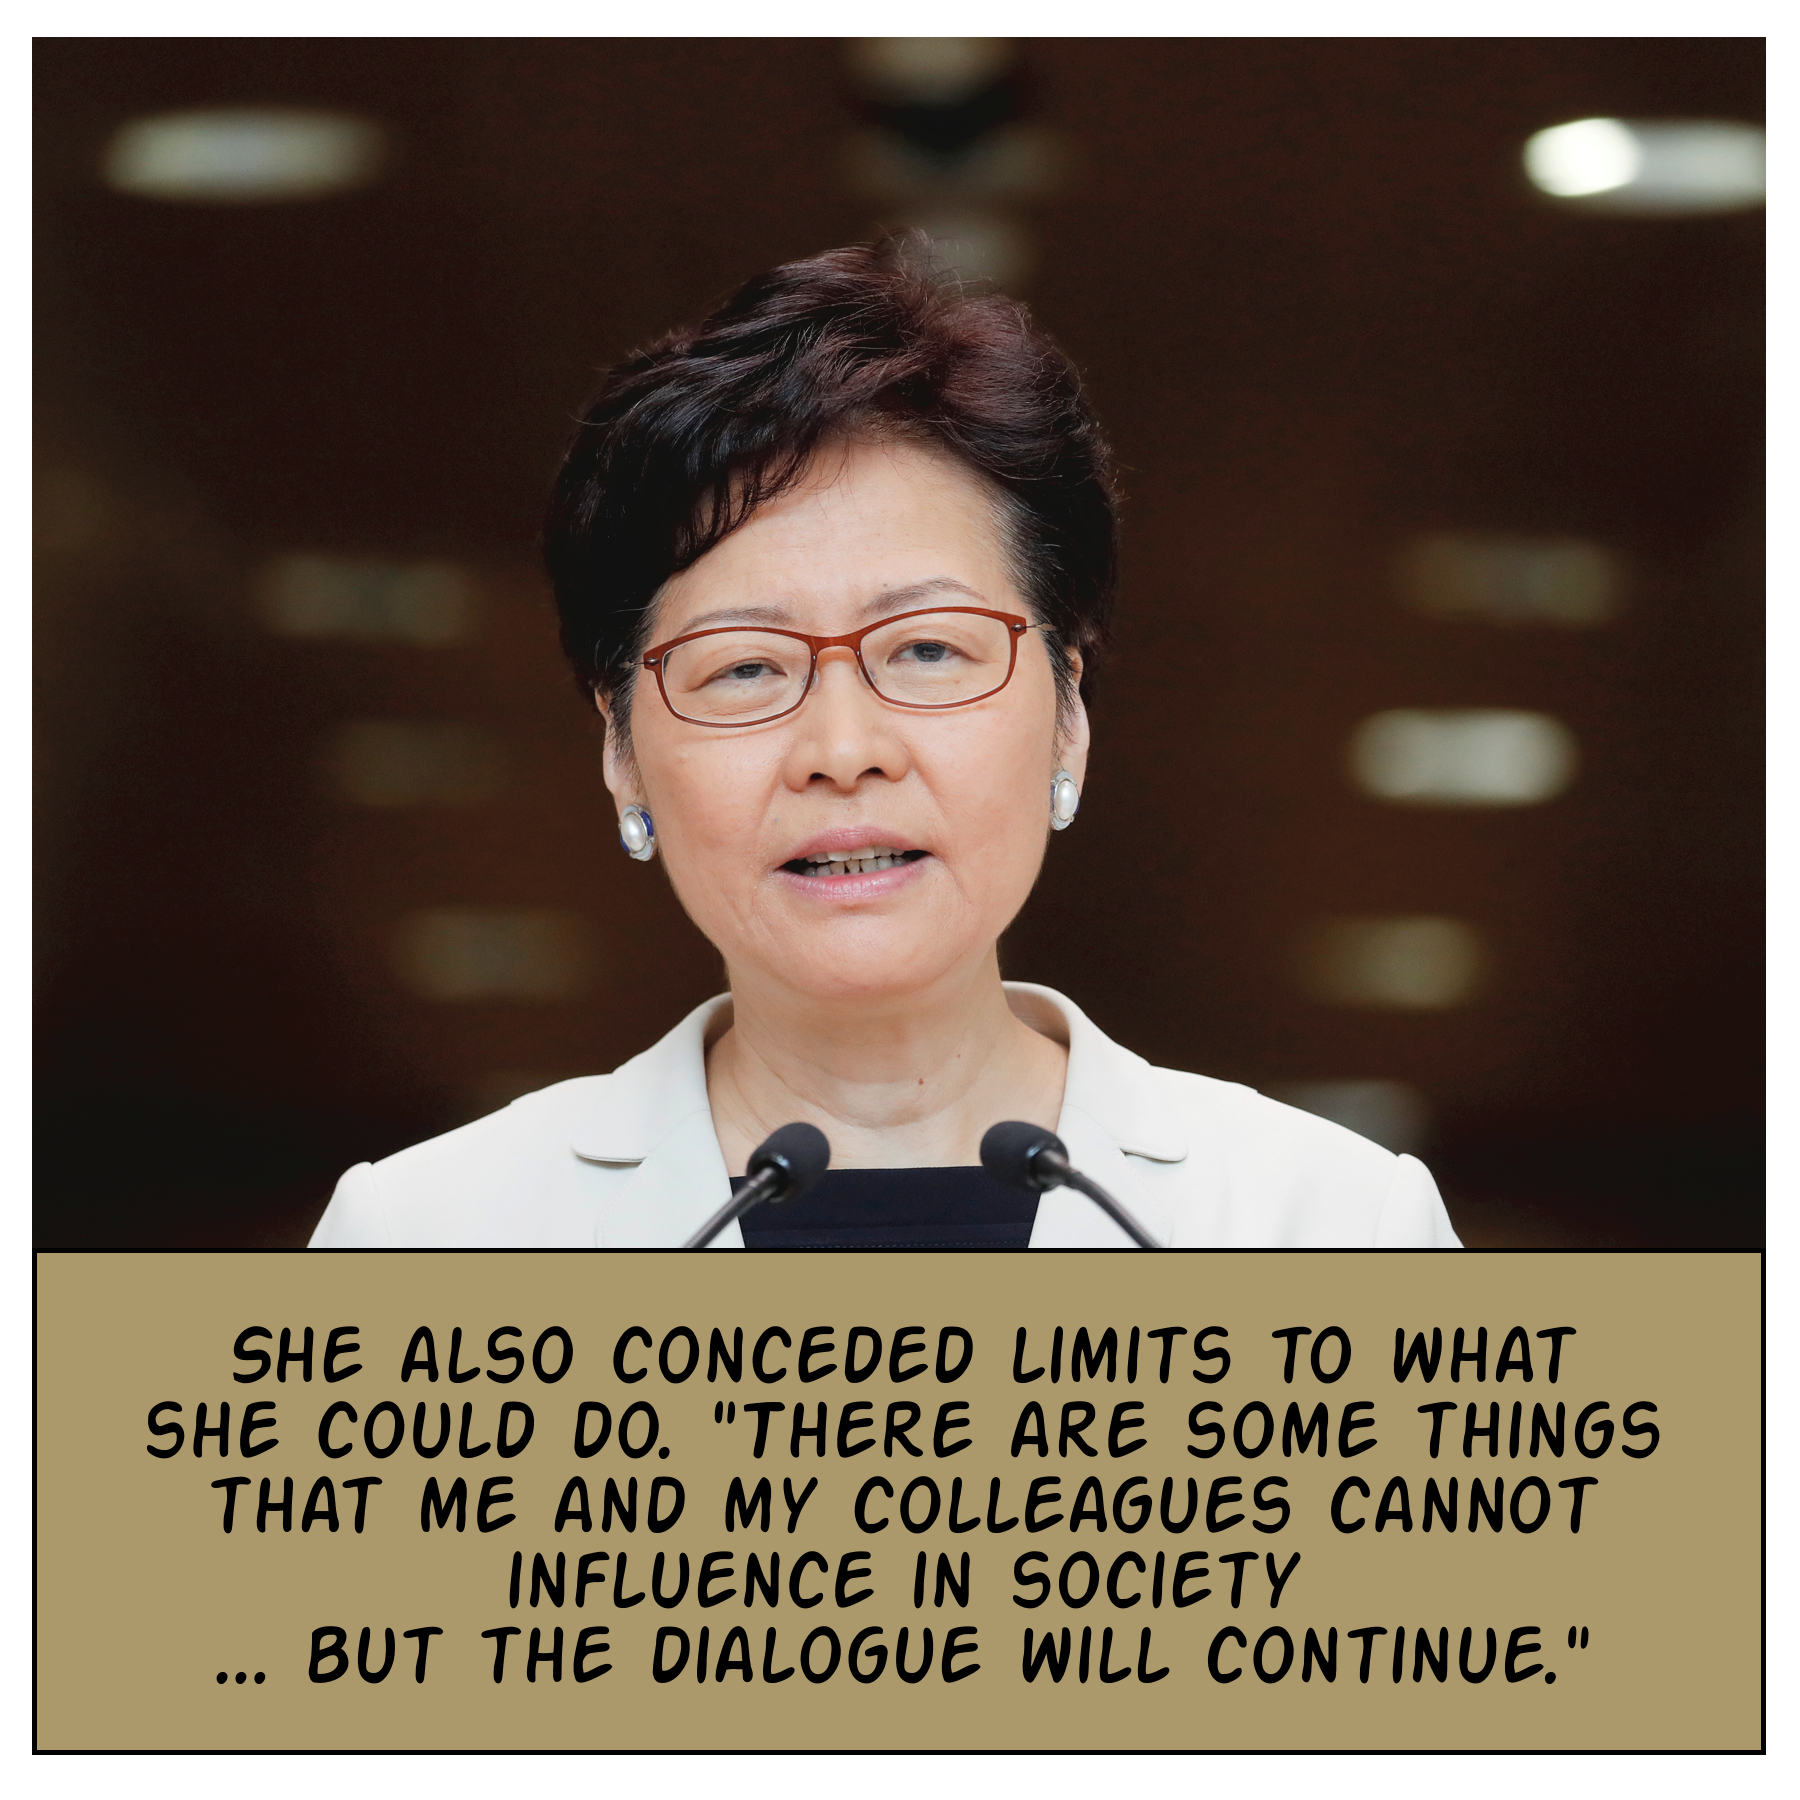 SHE ALSO CONCEDED LIMITS TO WHAT
SHE COULD DO. "THERE ARE SOME THINGS
THAT ME AND MY COLLEAGUES CANNOT
INFLUENCE IN SOCIETY
... BUT THE DIALOGUE WILL CONTINUE."